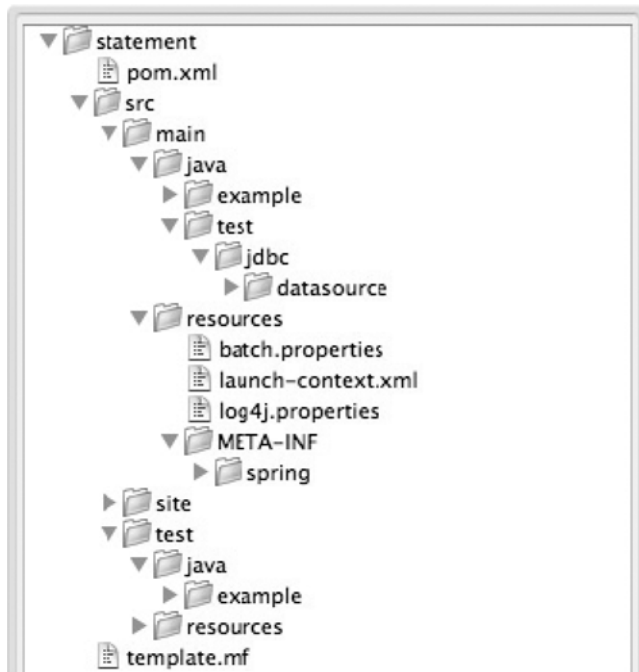 statement
pom.xml
src
main
java
example
test
jdbc
datasource
resources
batch.properties
launch-context.xml
log4j.properties
META-INF
spring
site
test
java
example
resources
template.mf